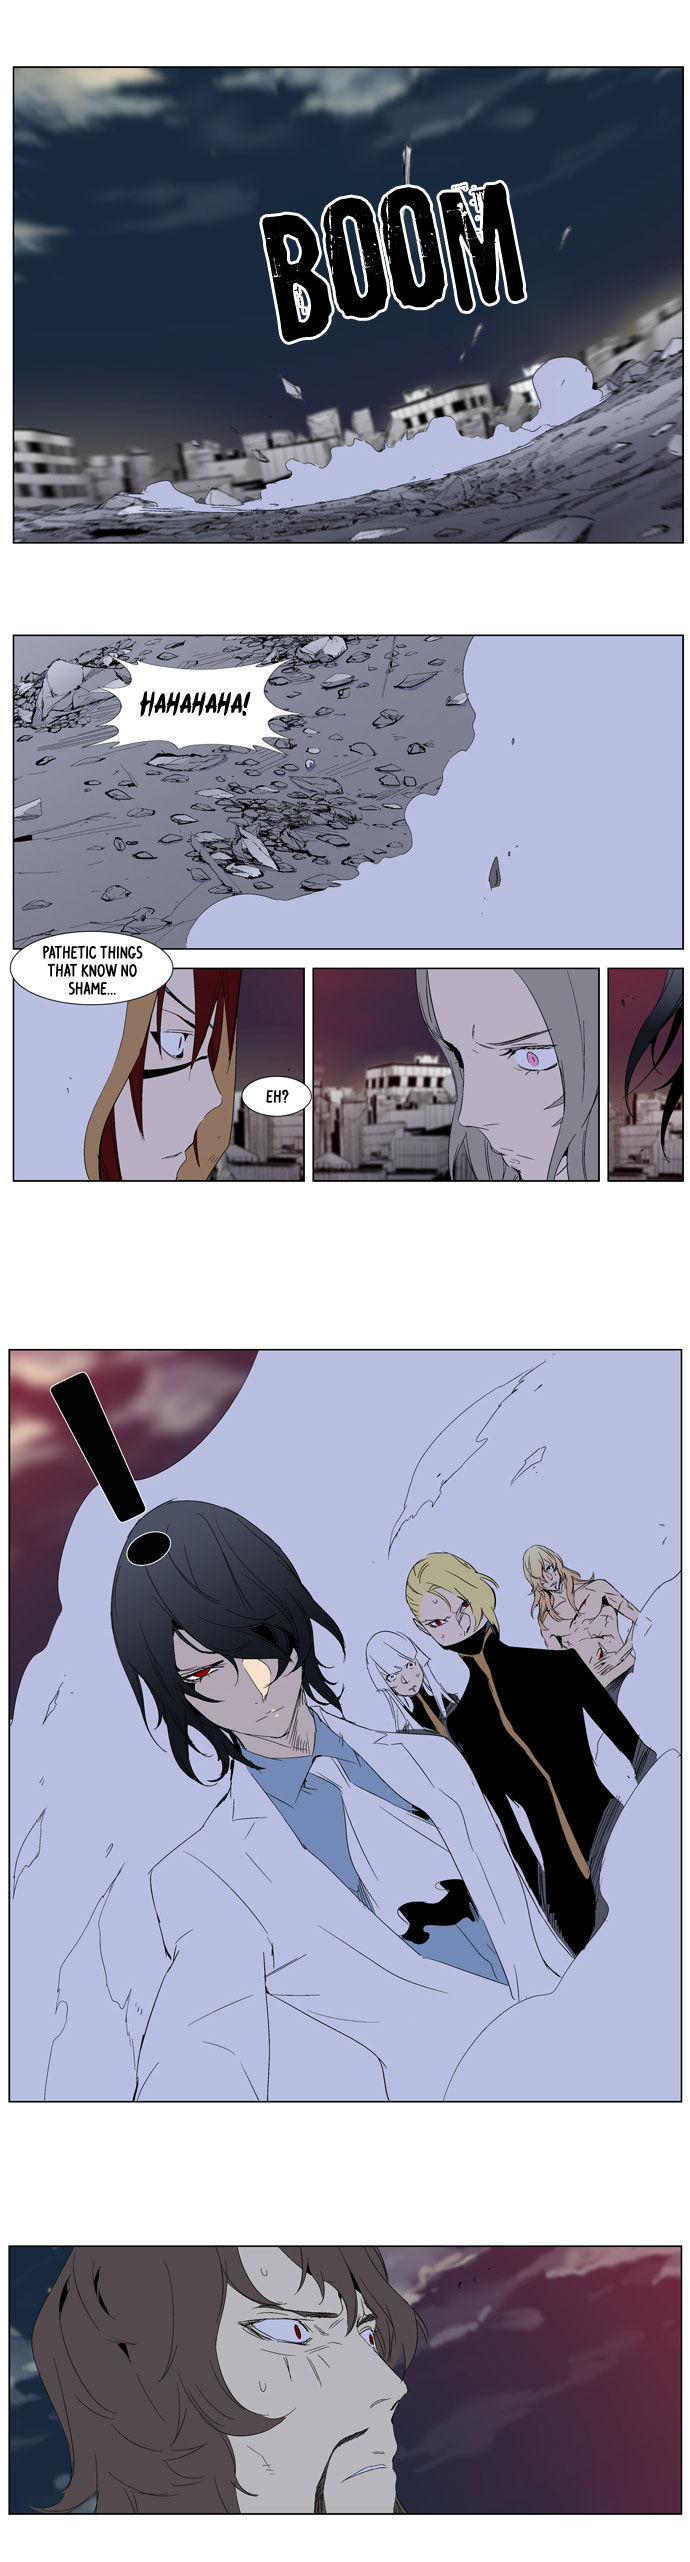 BOOM
HAHAHAHA!
PATHETIC THINGS
THAT KNOW NO
SHAME...
EH?
!